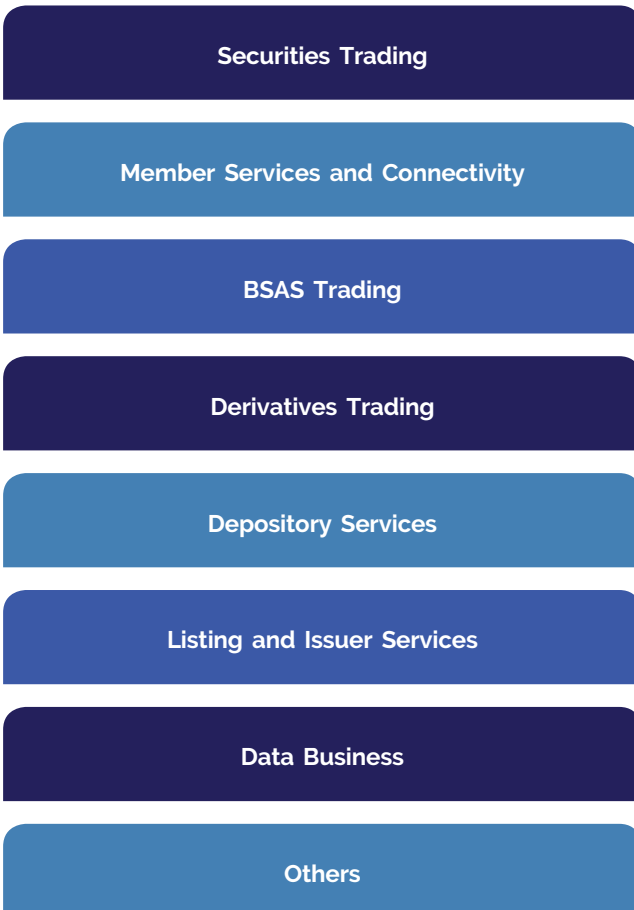 Securities Trading
Member Services and Connectivity
BSAS Trading
Derivatives Trading
Depository Services
Listing and Issuer Services
Data Business
Others